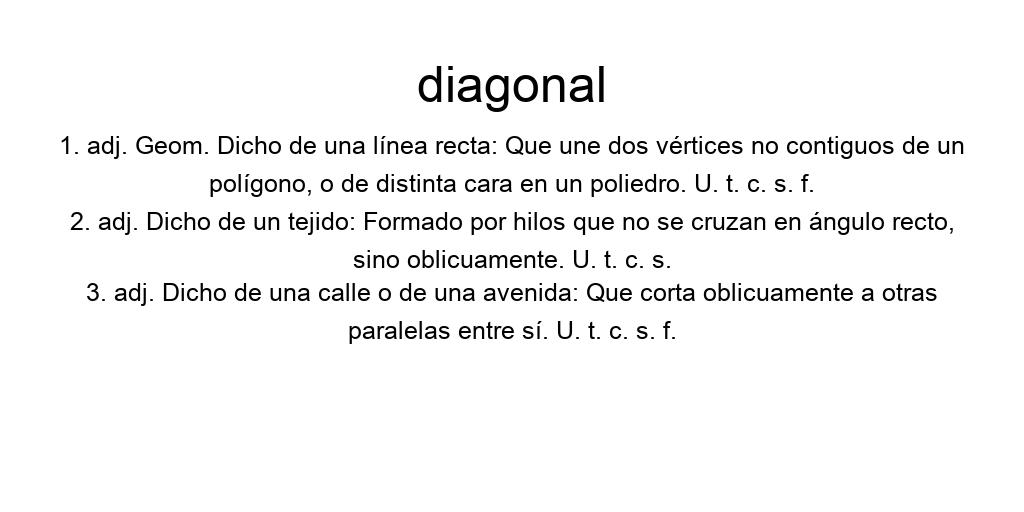 diagonal
1. adj. Geom. Dicho de una línea recta: Que une dos vértices no contiguos de un
polígono, o de distinta cara en un poliedro. U. t. c. s. f.
2. adj. Dicho de un tejido: Formado por hilos que no se cruzan en ángulo recto,
sino oblicuamente. U. t. c. s.
3. adj. Dicho de una calle o de una avenida: Que corta oblicuamente a otras
paralelas entre sí. U. t. c. s. f.